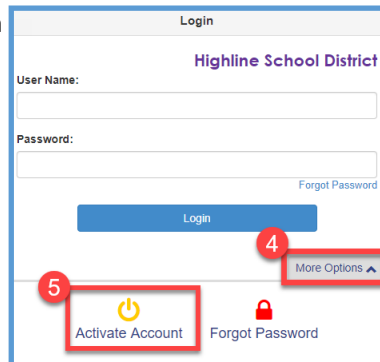 Login
Highline School District
User Name:
Password:
Forgot Password
Login
4
More Options
5
Activate Account Forgot Password